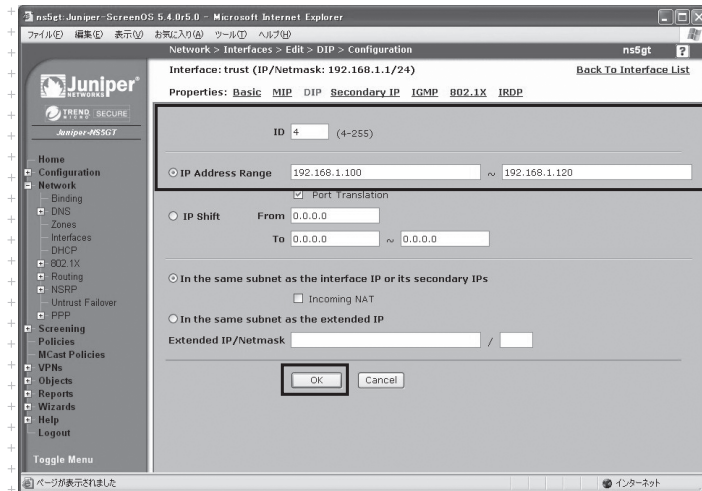 ns5gt:Juniper-ScreenOS 5.4.0r5.0 - Microsoft Internet Explorer
ファイル(F) 編集(E) 表示(V) お気に入り(A) ツール(T) ヘルプ(H)
Network > Interfaces > Edit > DIP > Configuration ns5gt ?
Juniper
NETWORKS
TREND MICRO SECURE
Juniper-NS5GT
Home
Configuration
Network
Binding
DNS
Zones
Interfaces
DHCP
802.1X
Routing
NSRP
Untrust Failover
PPP
Screening
Policies
MCast Policies
VPNs
Objects
Reports
Wizards
Help
Logout
Toggle Menu
Interface: trust (IP/Netmask: 192.168.1.1/24) Back To Interface List
Properties: Basic MIP DIP Secondary IP IGMP 802.1X IRDP
ID 4 (4-255)
IP Address Range 192.168.1.100 ~ 192.168.1.120
Port Translation
IP Shift From 0.0.0.0
To 0.0.0.0 ~ 0.0.0.0
In the same subnet as the interface IP or its secondary IPs
Incoming NAT
In the same subnet as the extended IP
Extended IP/Netmask /
OK Cancel
ページが表示されました インターネット